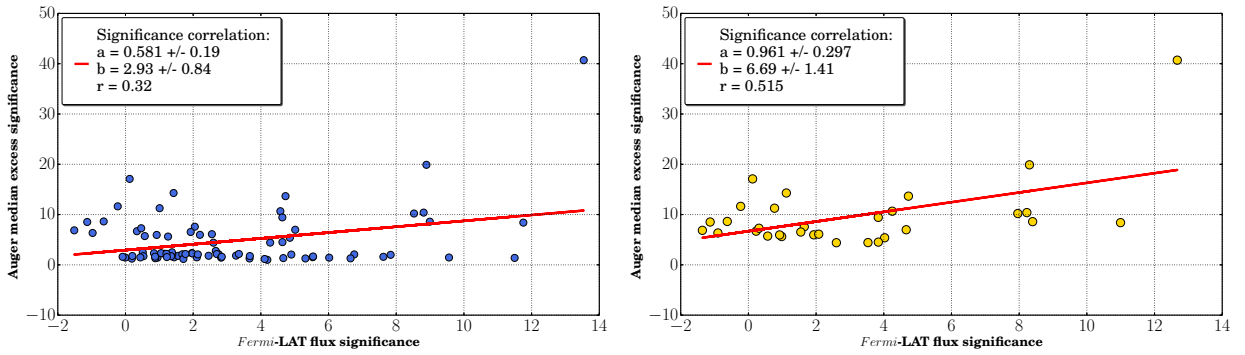 50
40
30
20
10
0
−10
Auger median excess significance
Significance correlation:
a = 0.581 +/- 0.19
b = 2.93 +/- 0.84
r = 0.32
−2 0 2 4 6 8 10 12 14
Fermi-LAT flux significance
50
40
30
20
10
0
−10
Auger median excess significance
Significance correlation:
a = 0.961 +/- 0.297
b = 6.69 +/- 1.41
r = 0.515
−2 0 2 4 6 8 10 12 14
Fermi-LAT flux significance